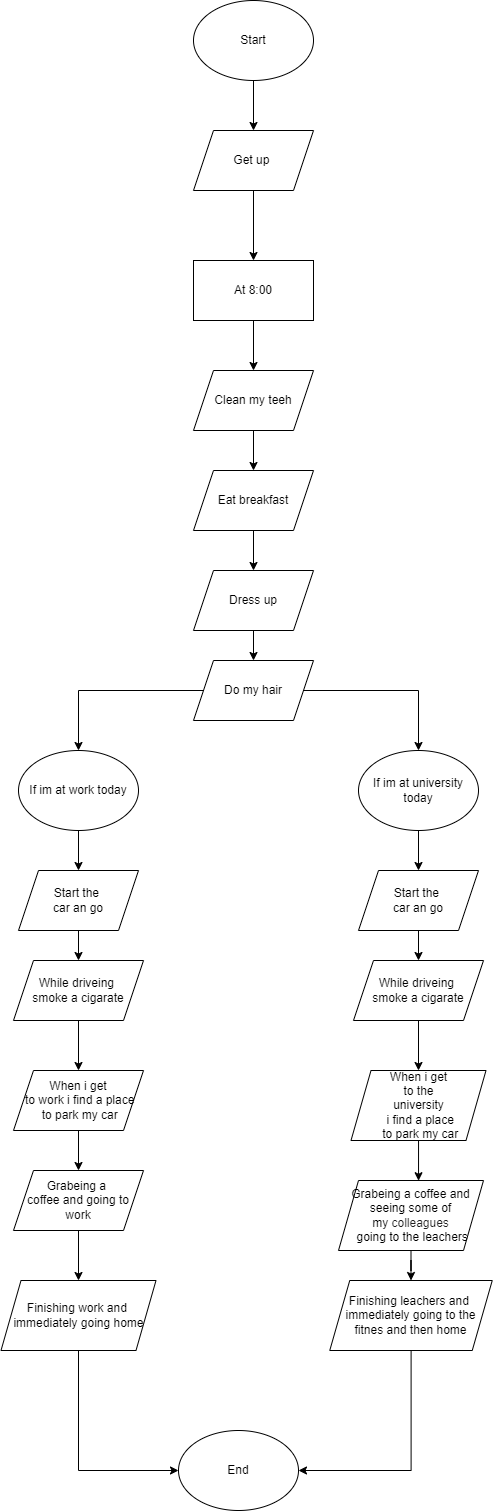 Start
Get up
At 8:00
Clean my teeh
Eat breakfast
Dress up
Do my hair
If im at work today
Start the
car an go
While driveing
smoke a cigarate
When i get
to work i find a place
to park my car
Grabeing a
coffee and going to
work
Finishing work and
immediately going home
If im at university
today
Start the
car an go
While driveing
smoke a cigarate
When i get
to the
university
i find a place
to park my car
Grabeing a coffee and
seeing some of
my colleagues
going to the leachers
Finishing leachers and
immediately going to the
fitnes and then home
End